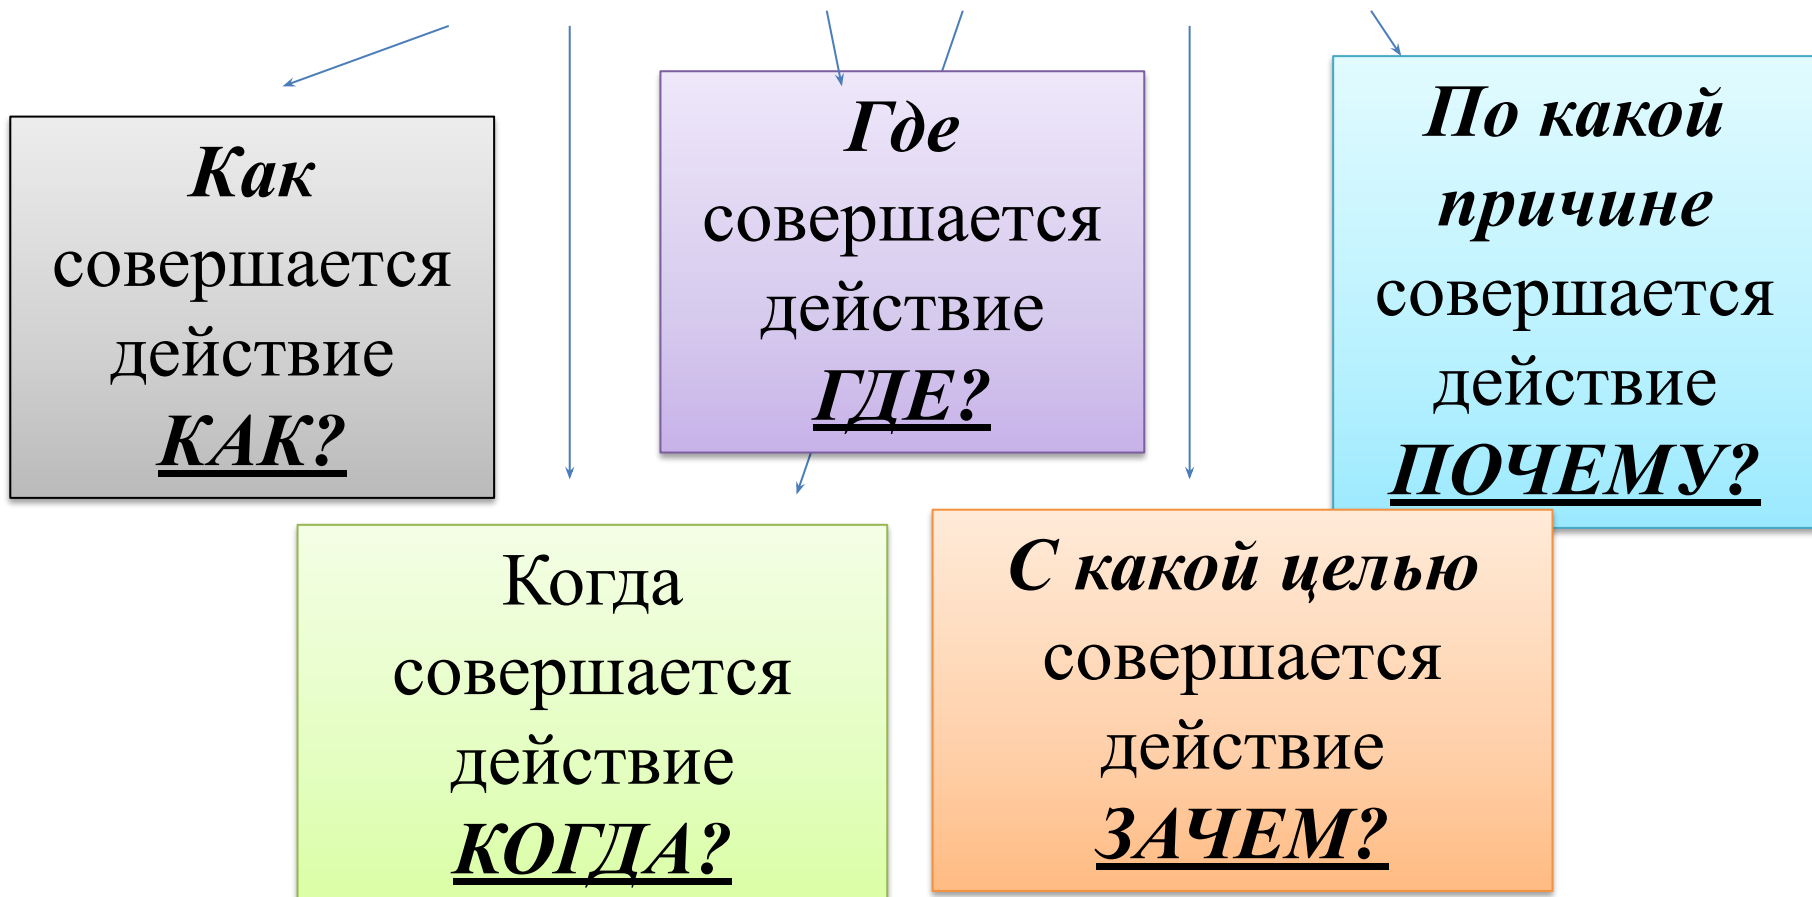 Как
совершается
действие
КАК?
Где
совершается
действие
ГДЕ?
По какой
причине
совершается
действие
ПОЧЕМУ?
Когда
совершается
действие
КОГДА?
С какой целью
совершается
действие
ЗАЧЕМ?